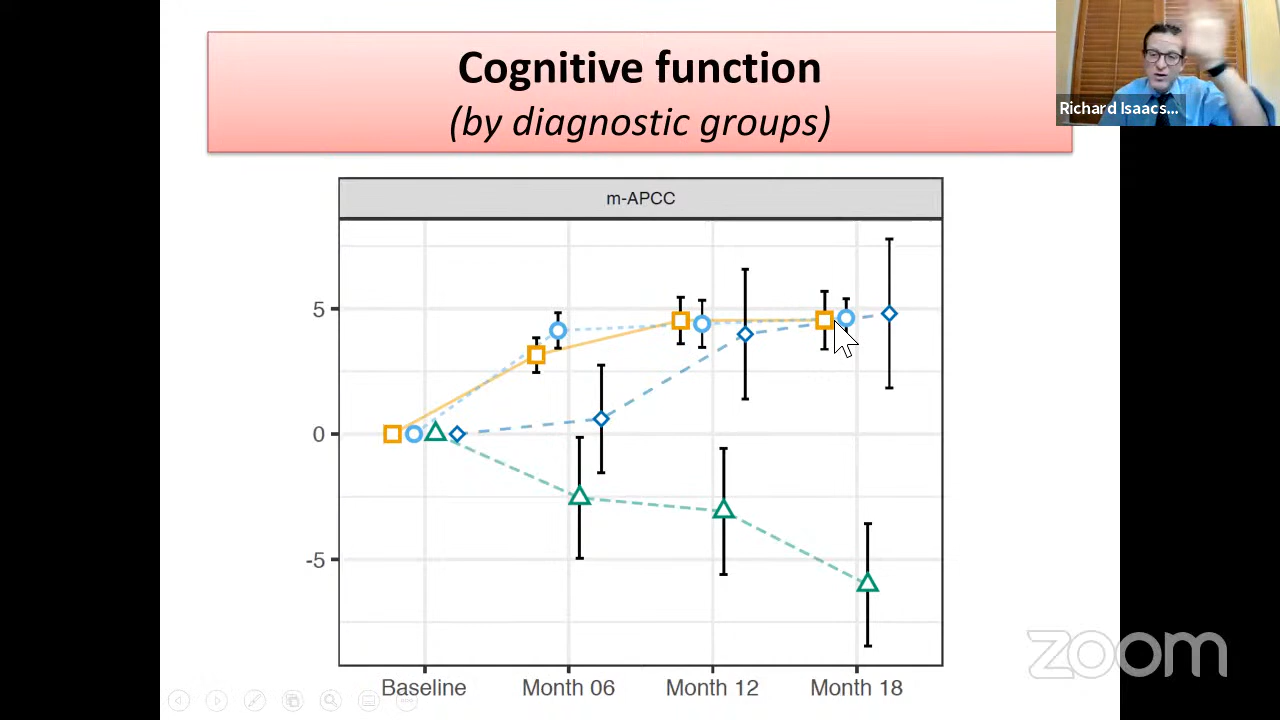 Cognitive function
(by diagnostic groups)
Richard Isaacs...
m-APCC
5
0
-5
Baseline
Month 06
Month 12
Month 18
zoom